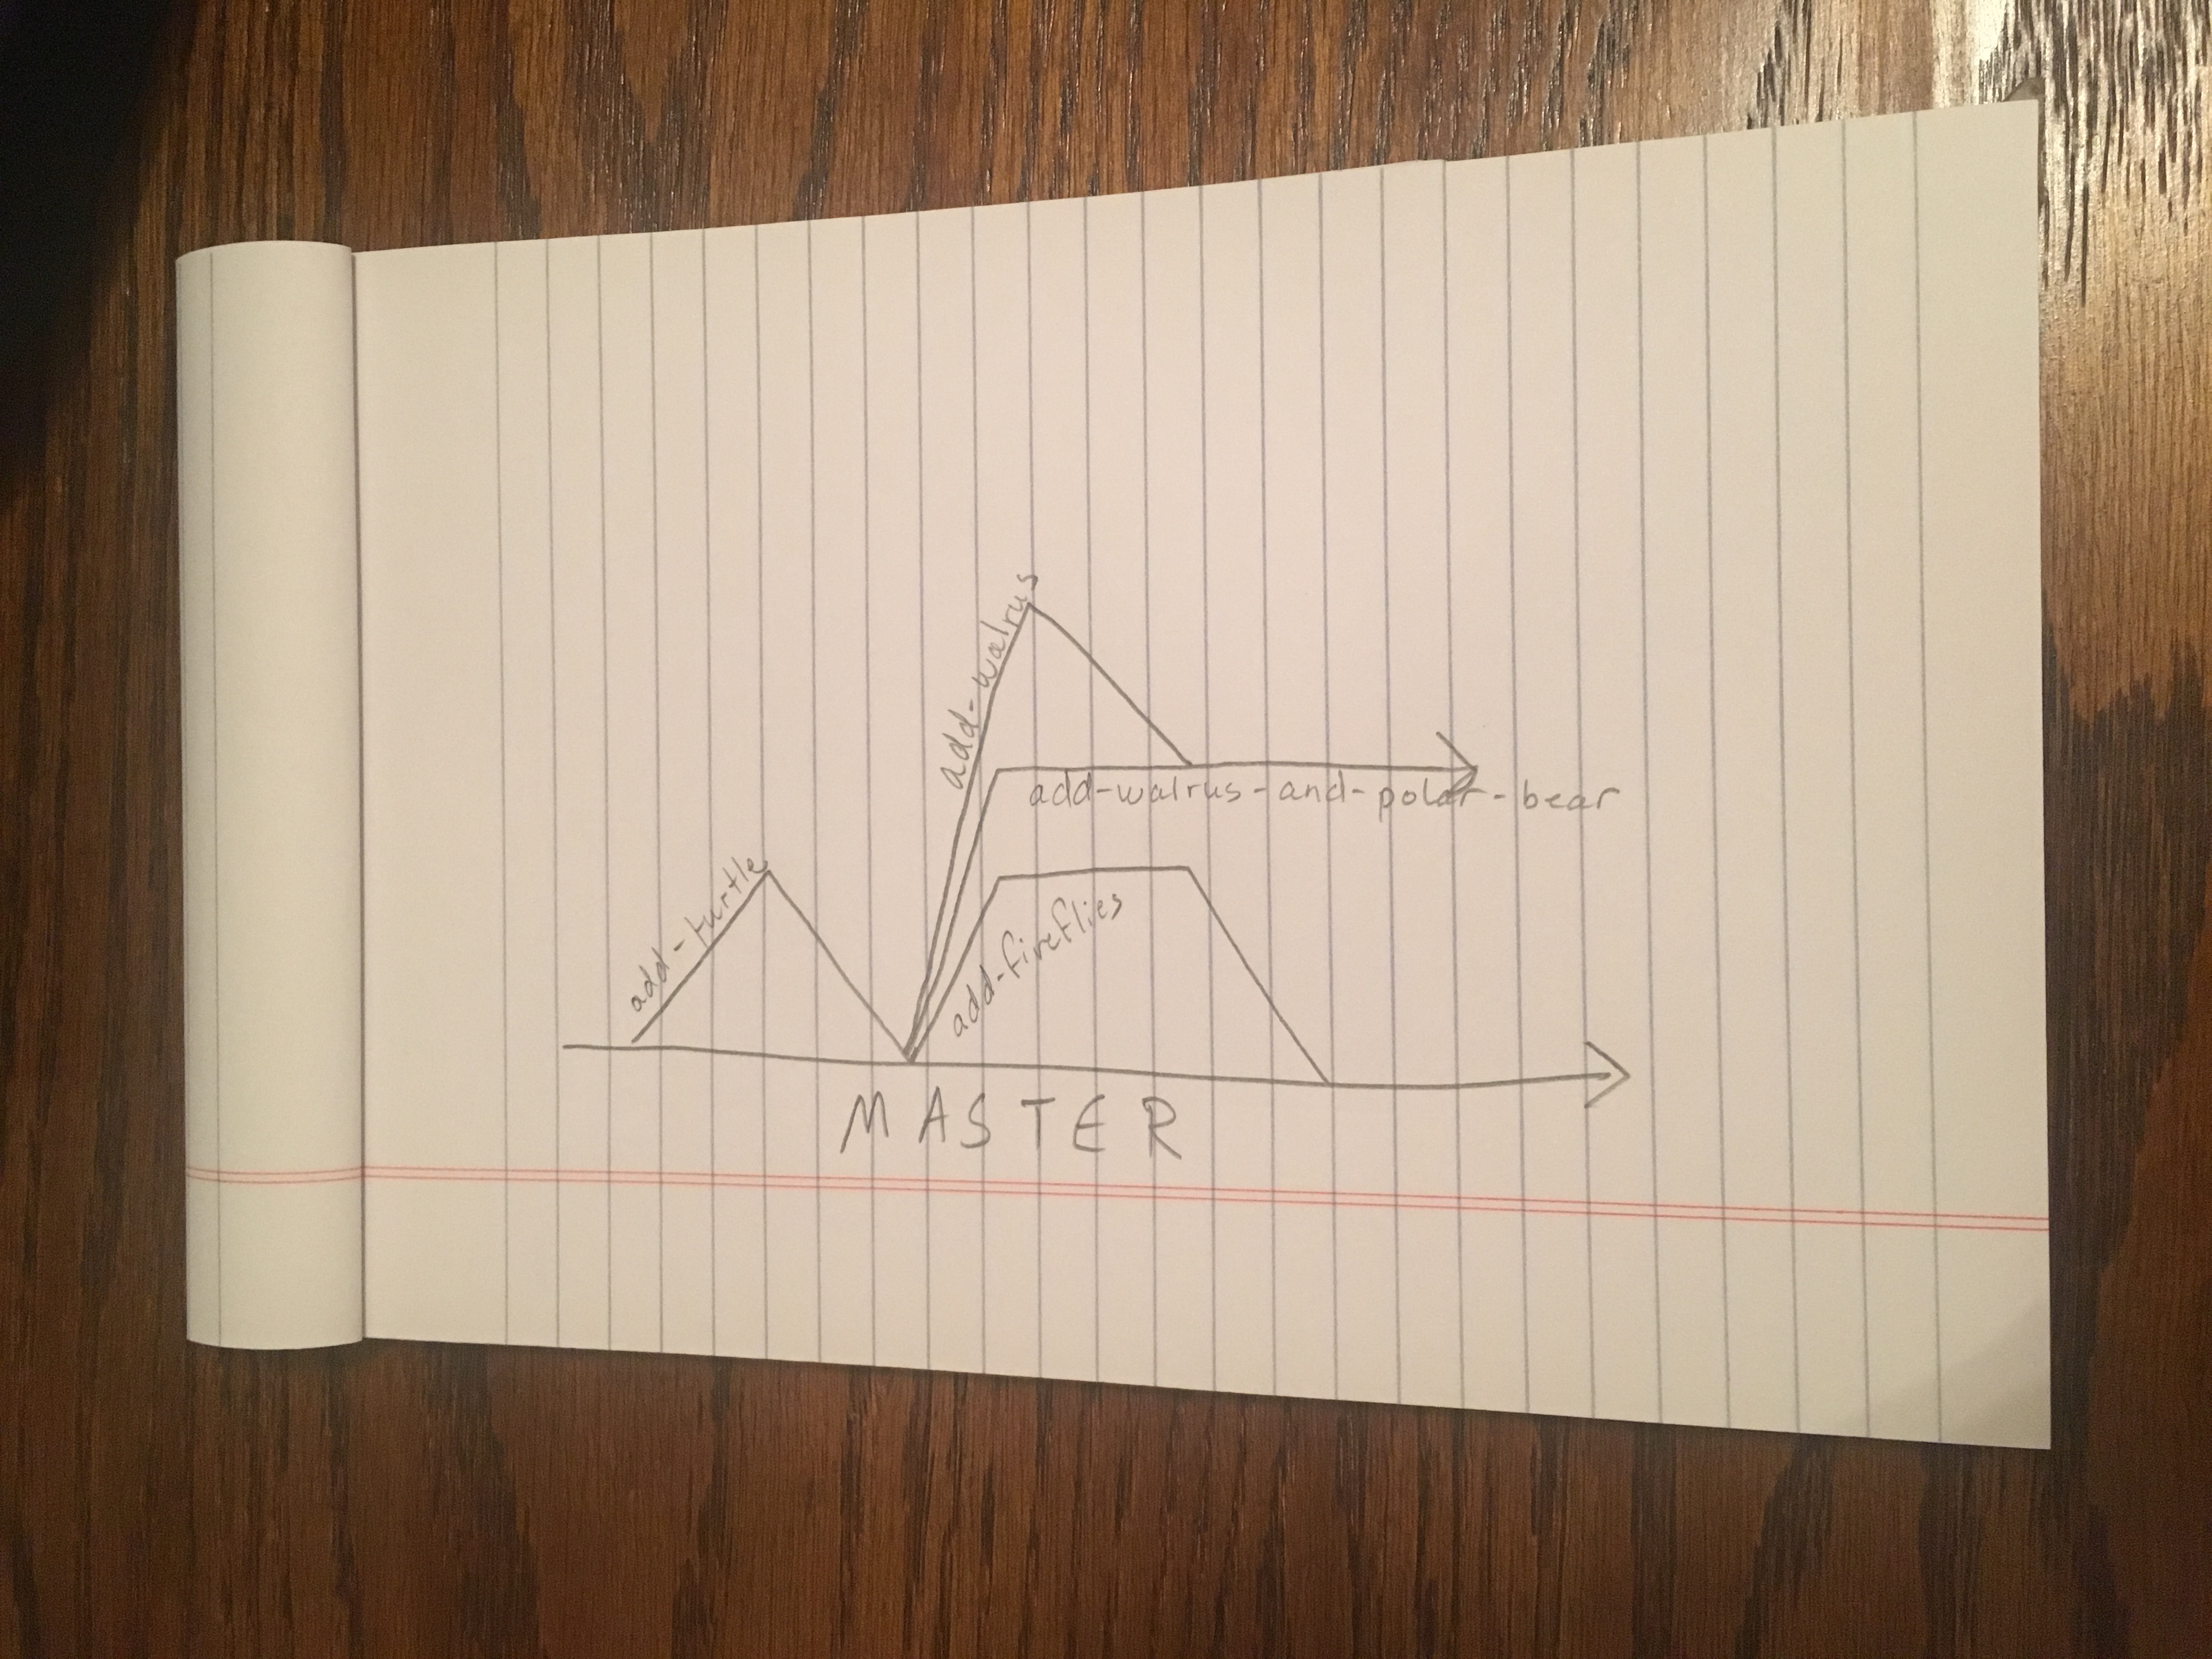 add-turtle
add-walrus
add-walrus-and-polar-bear
add-fireflies
MASTER